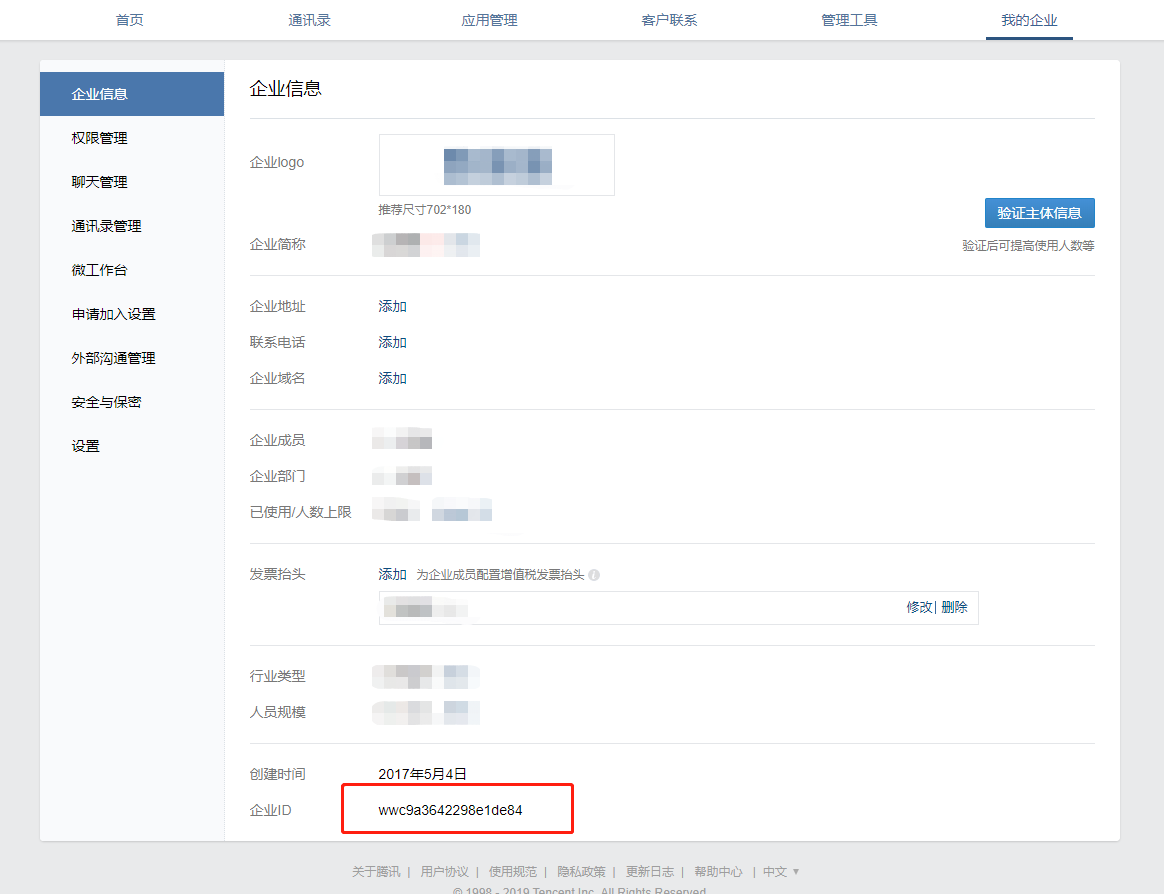 首页 通讯录 应用管理 客户联系 管理工具 我的企业
企业信息
权限管理
聊天管理
通讯录管理
微工作台
申请加入设置
外部沟通管理
安全与保密
设置
企业信息
企业logo
推荐尺寸702*180
验证主体信息
企业简称
验证后可提高使用人数等
企业地址 添加
联系电话 添加
企业域名 添加
企业成员
企业部门
已使用/人数上限
发票抬头 添加 为企业成员配置增值税发票抬头
修改| 删除
行业类型
人员规模
创建时间 2017年5月4日
企业ID wwc9a3642298e1de84
关于腾讯 | 用户协议 | 使用规范 | 隐私政策 | 更新日志 | 帮助中心 | 中文 ▼
© 1998 - 2019 Tencent Inc. All Rights Reserved